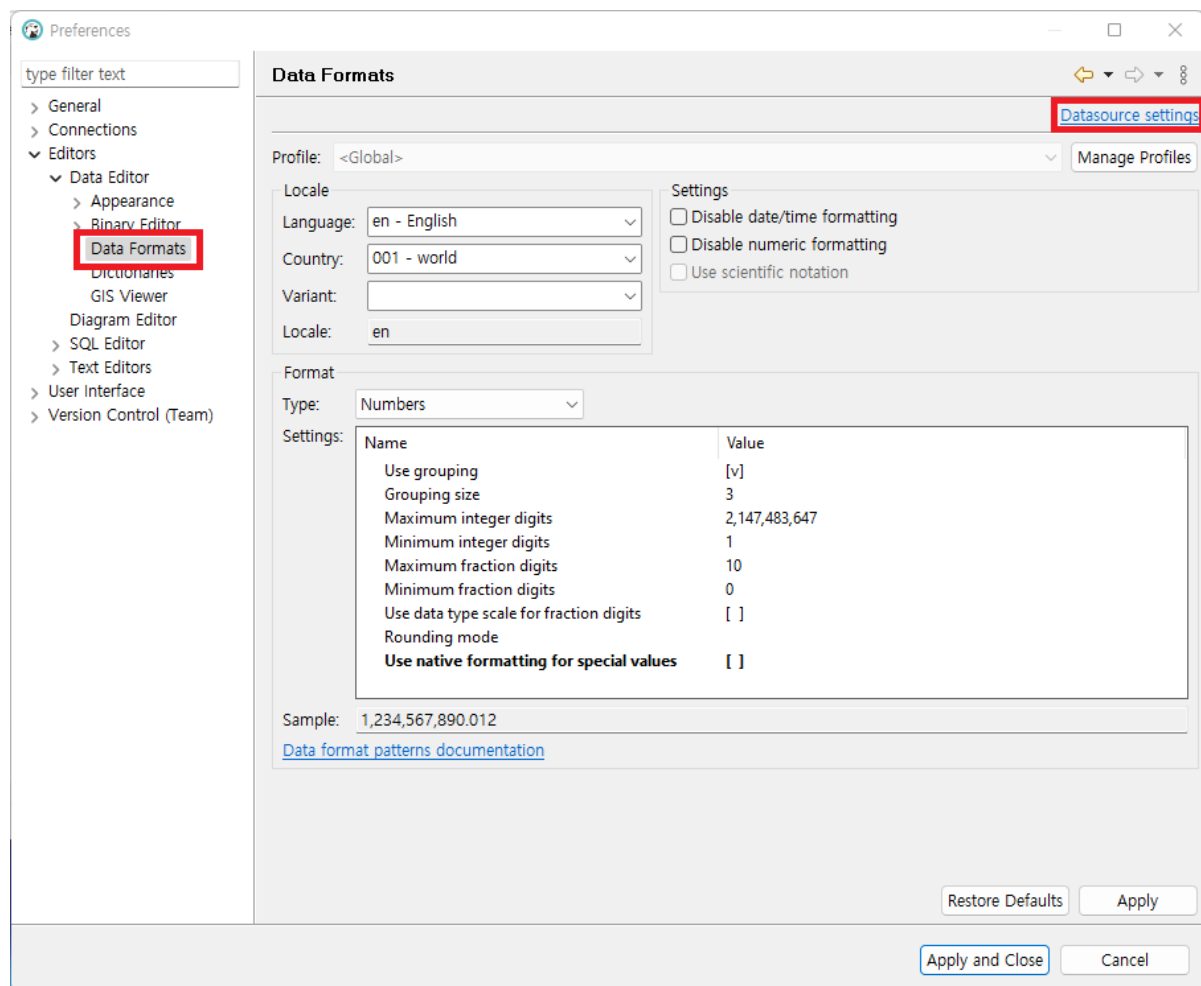 Preferences
type filter text
General
Connections
Editors
Data Editor
Appearance
Binary Editor
Data Formats
Dictionaries
GIS Viewer
Diagram Editor
SQL Editor
Text Editors
User Interface
Version Control (Team)
Data Formats
Datasource settings
Profile: <Global> Manage Profiles
Locale
Language: en - English
Country: 001 - world
Variant:
Locale: en
Settings
Disable date/time formatting
Disable numeric formatting
Use scientific notation
Format
Type: Numbers
Settings: Name Value
Use grouping [v]
Grouping size 3
Maximum integer digits 2,147,483,647
Minimum integer digits 1
Maximum fraction digits 10
Minimum fraction digits 0
Use data type scale for fraction digits [ ]
Rounding mode
Use native formatting for special values [ ]
Sample: 1,234,567,890.012
Data format patterns documentation
Restore Defaults Apply
Apply and Close Cancel